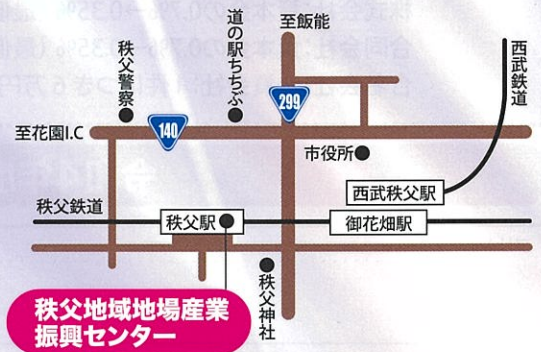 至飯能
道の駅ちちぶ
秩父警察
西武鉄道
299
140
至花園I.C
市役所
西武秩父駅
秩父鉄道
秩父駅
御花畑駅
秩父神社
秩父地域地場産業
振興センター